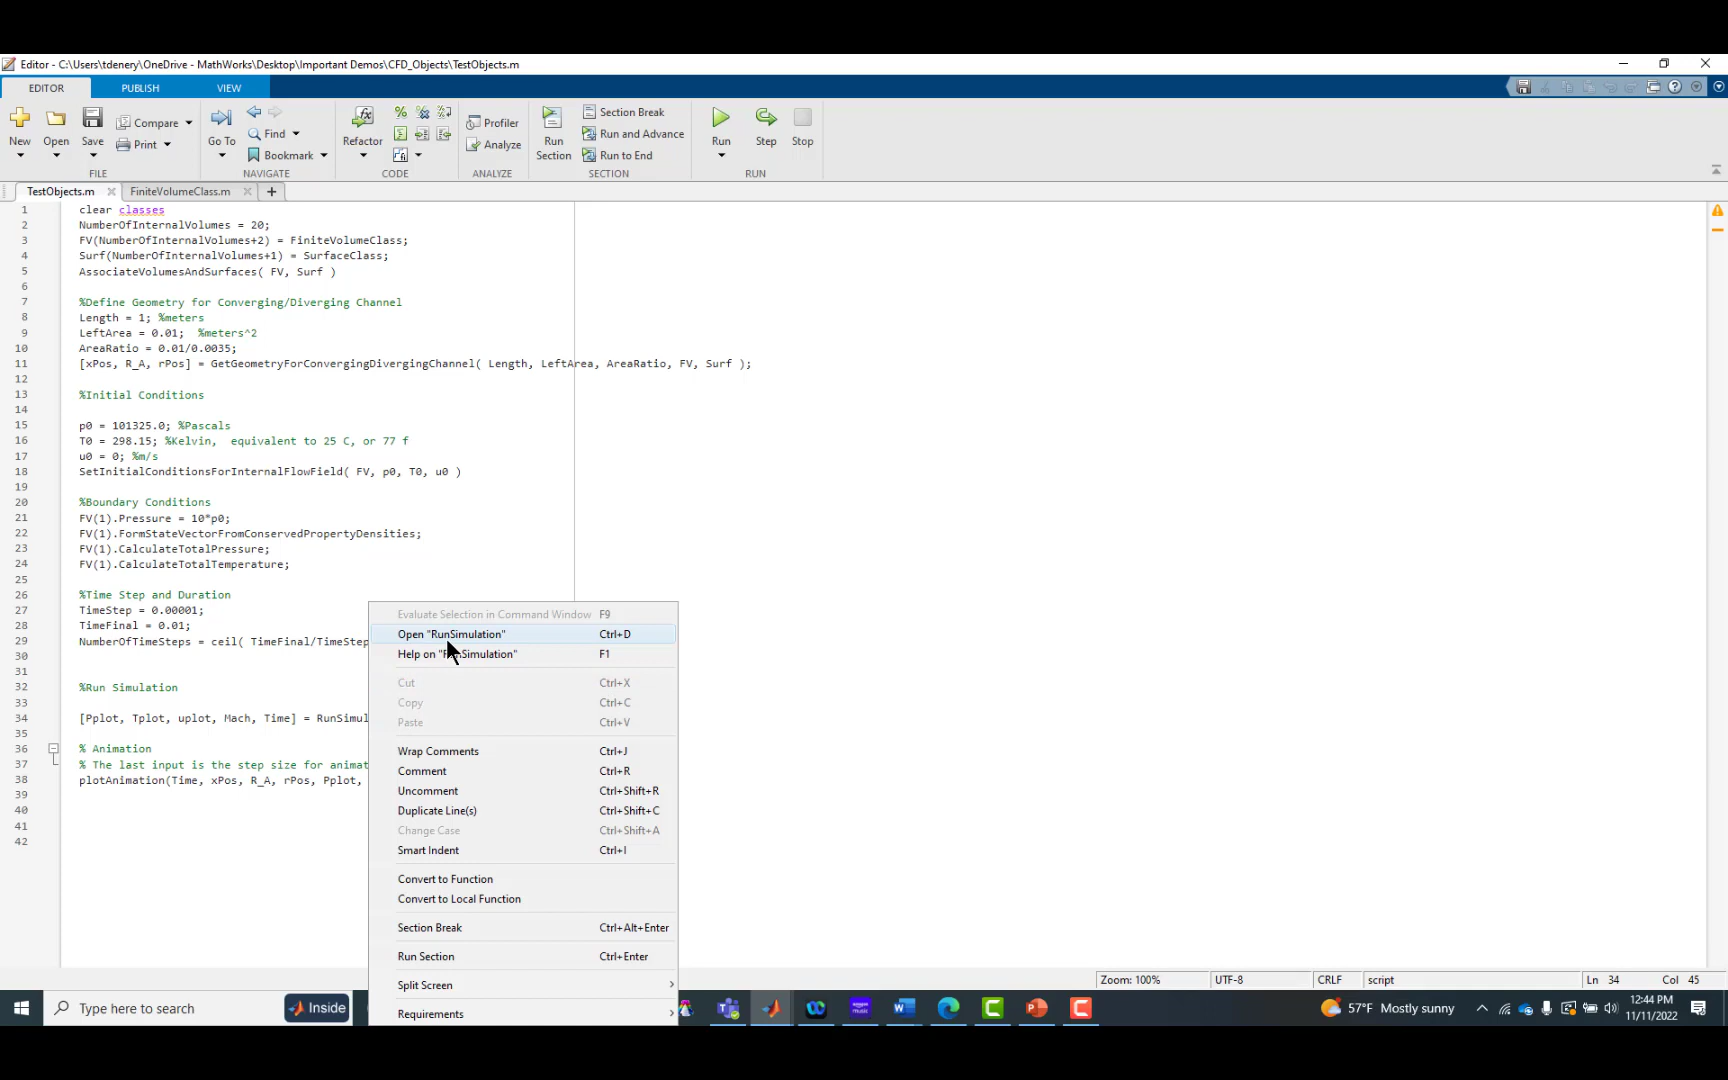 Editor - C:\Users\tdenery\OneDrive - MathWorks\Desktop\Important Demos\CFD_Objects\TestObjects.m
EDITOR PUBLISH VIEW
New Open Save Compare Print Go To Find Bookmark Refactor Profiler Analyze Run Section Section Break Run and Advance Run to End Run Step Stop
FILE NAVIGATE CODE ANALYZE SECTION RUN
TestObjects.m FiniteVolumeClass.m
1 clear classes
2 NumberOfInternalVolumes = 20;
3 FV(NumberOfInternalVolumes+2) = FiniteVolumeClass;
4 Surf(NumberOfInternalVolumes+1) = SurfaceClass;
5 AssociateVolumesAndSurfaces( FV, Surf )
6
7 %Define Geometry for Converging/Diverging Channel
8 Length = 1; %meters
9 LeftArea = 0.01; %meters^2
10 AreaRatio = 0.01/0.0035;
11 [xPos, R_A, rPos] = GetGeometryForConvergingDivergingChannel( Length, LeftArea, AreaRatio, FV, Surf );
12
13 %Initial Conditions
14
15 p0 = 101325.0; %Pascals
16 T0 = 298.15; %Kelvin, equivalent to 25 C, or 77 f
17 u0 = 0; %m/s
18 SetInitialConditionsForInternalFlowField( FV, p0, T0, u0 )
19
20 %Boundary Conditions
21 FV(1).Pressure = 10*p0;
22 FV(1).FormStateVectorFromConservedPropertyDensities;
23 FV(1).CalculateTotalPressure;
24 FV(1).CalculateTotalTemperature;
25
26 %Time Step and Duration
27 TimeStep = 0.00001;
28 TimeFinal = 0.01;
29 NumberOfTimeSteps = ceil( TimeFinal/TimeStep
30
31
32 %Run Simulation
33
34 [Pplot, Tplot, uplot, Mach, Time] = RunSimul
35
36 % Animation
37 % The last input is the step size for animat
38 plotAnimation(Time, xPos, R_A, rPos, Pplot,
39
40
41
42
Evaluate Selection in Command Window F9
Open "RunSimulation" Ctrl+D
Help on "Simulation" F1
Cut Ctrl+X
Copy Ctrl+C
Paste Ctrl+V
Wrap Comments Ctrl+J
Comment Ctrl+R
Uncomment Ctrl+Shift+R
Duplicate Line(s) Ctrl+Shift+C
Change Case Ctrl+Shift+A
Smart Indent Ctrl+I
Convert to Function
Convert to Local Function
Section Break Ctrl+Alt+Enter
Run Section Ctrl+Enter
Split Screen
Requirements
Zoom: 100% UTF-8 CRLF script Ln 34 Col 45
Type here to search Inside 57°F Mostly sunny 12:44 PM
11/11/2022